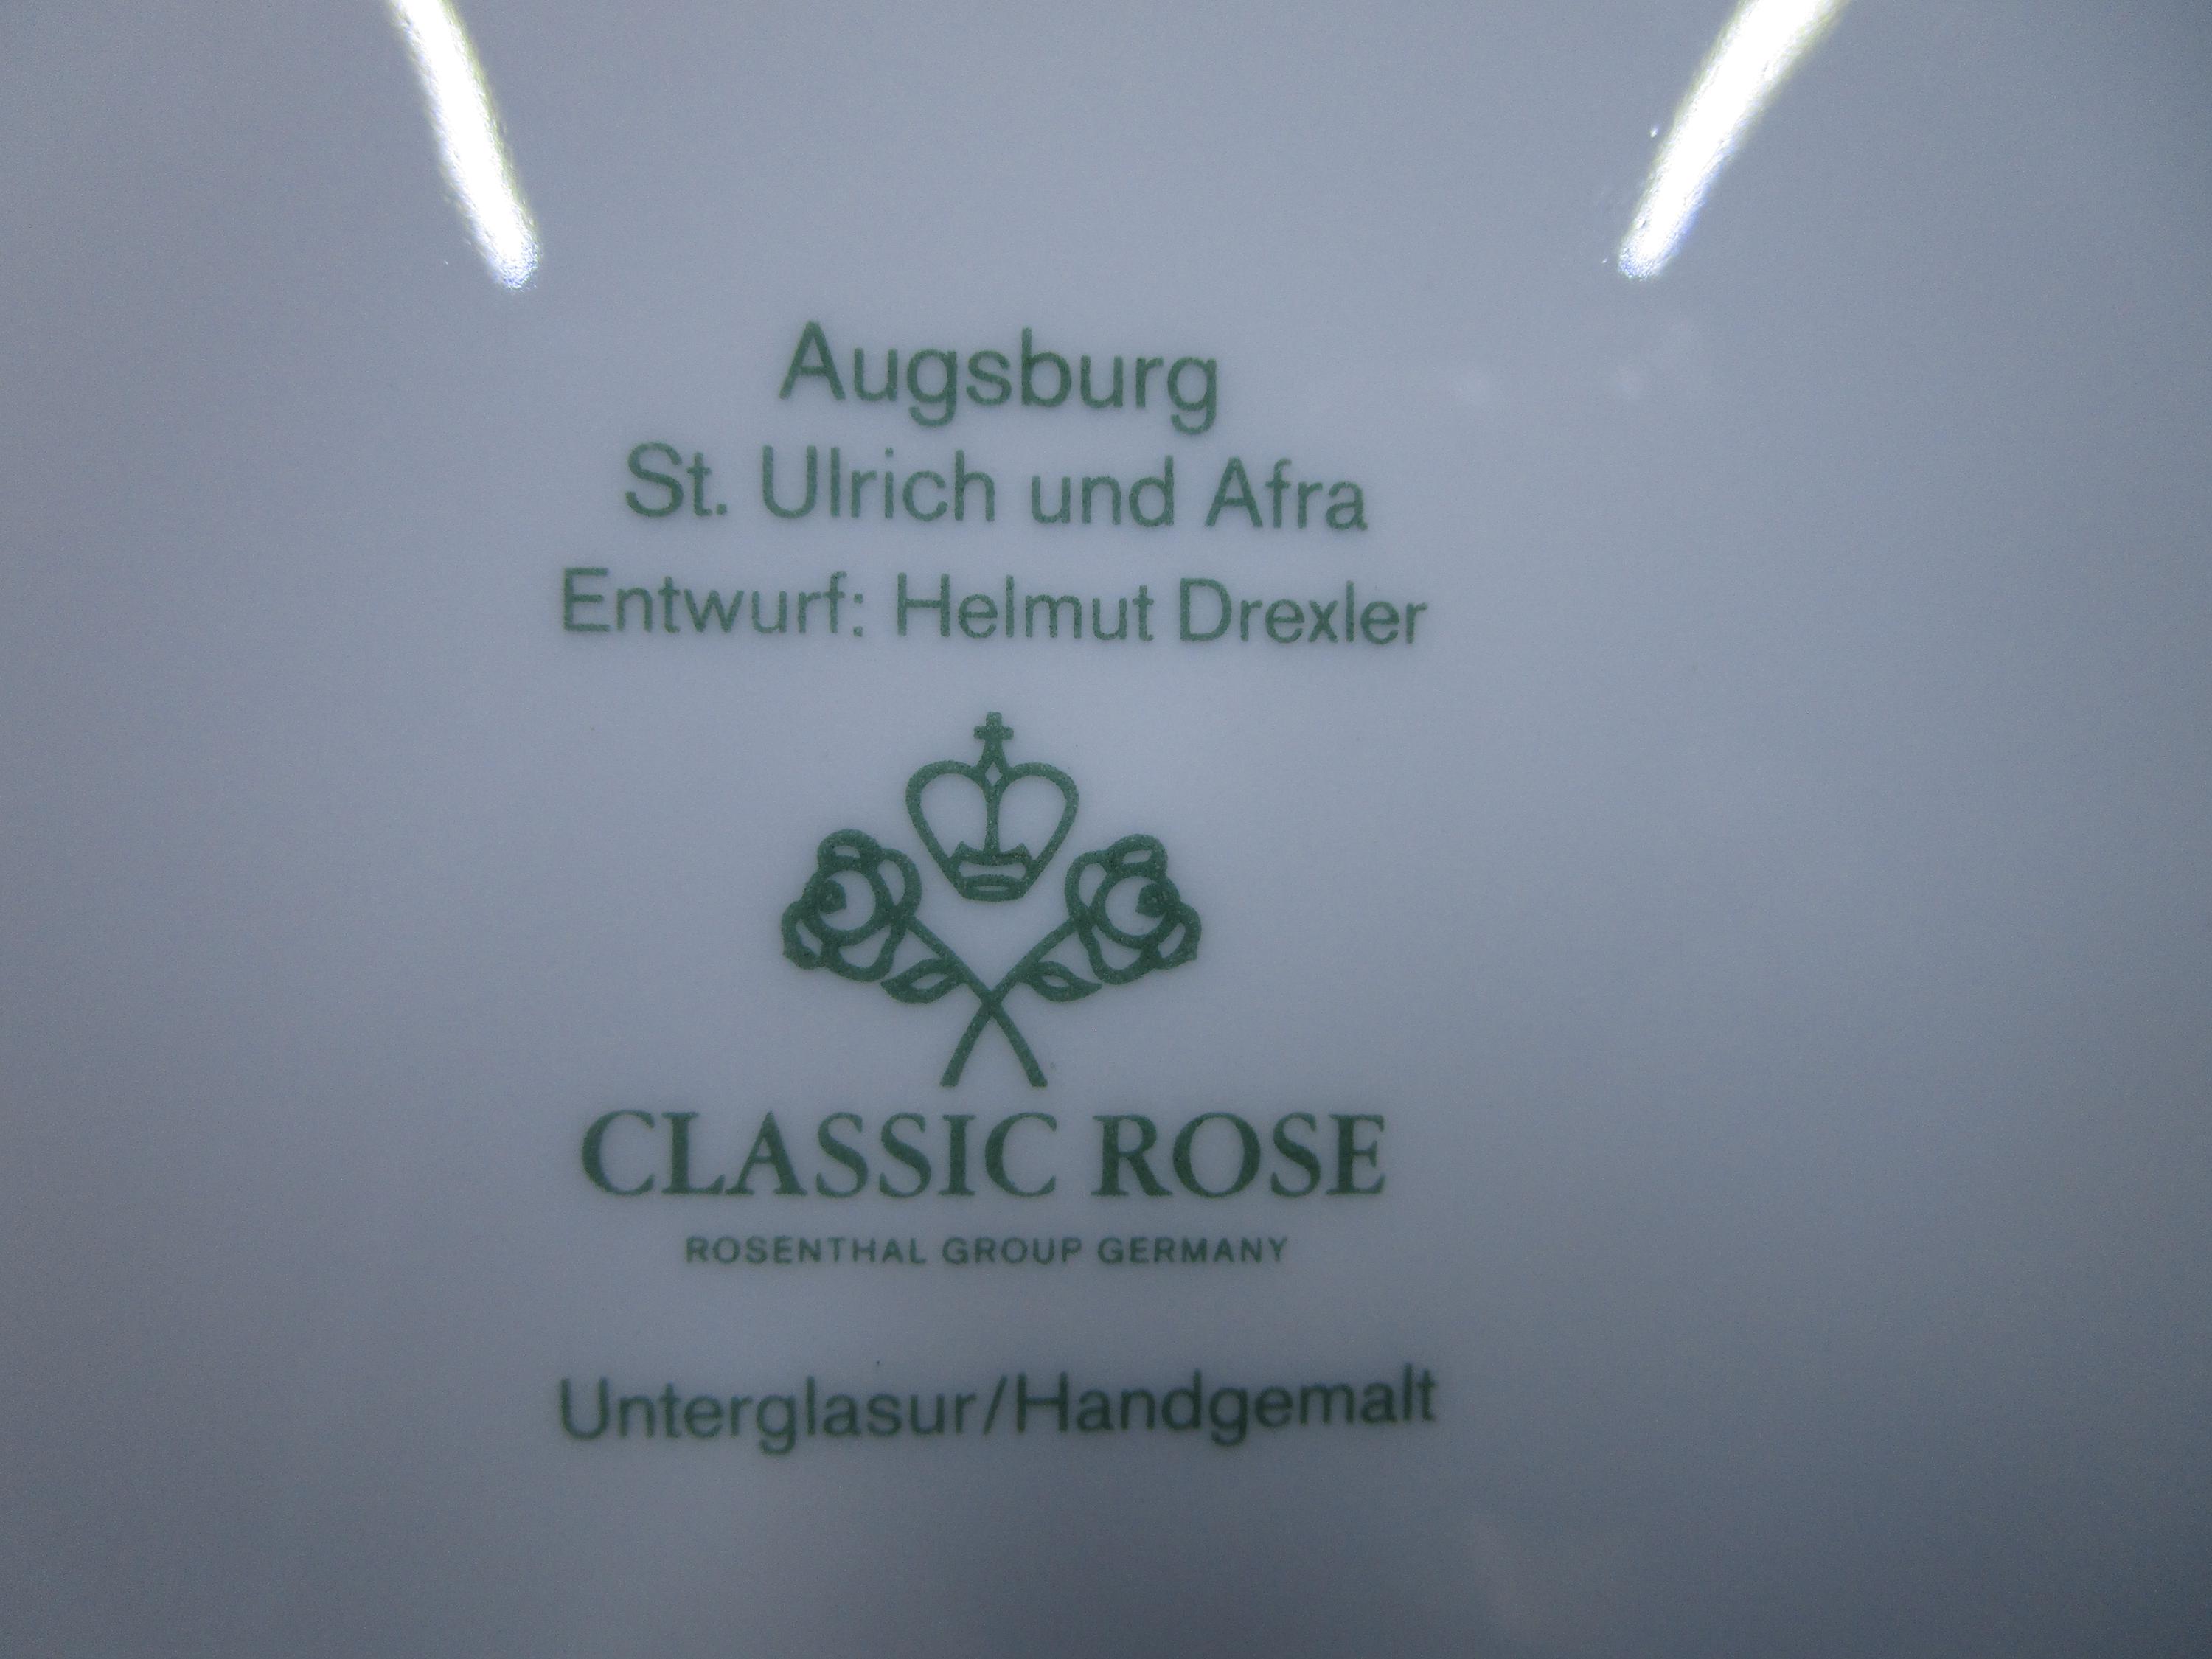 Augsburg
St. Ulrich und Afra
Entwurf: Helmut Drexler
CLASSIC ROSE
ROSENTHAL GROUP GERMANY
Unterglasur/Handgemalt